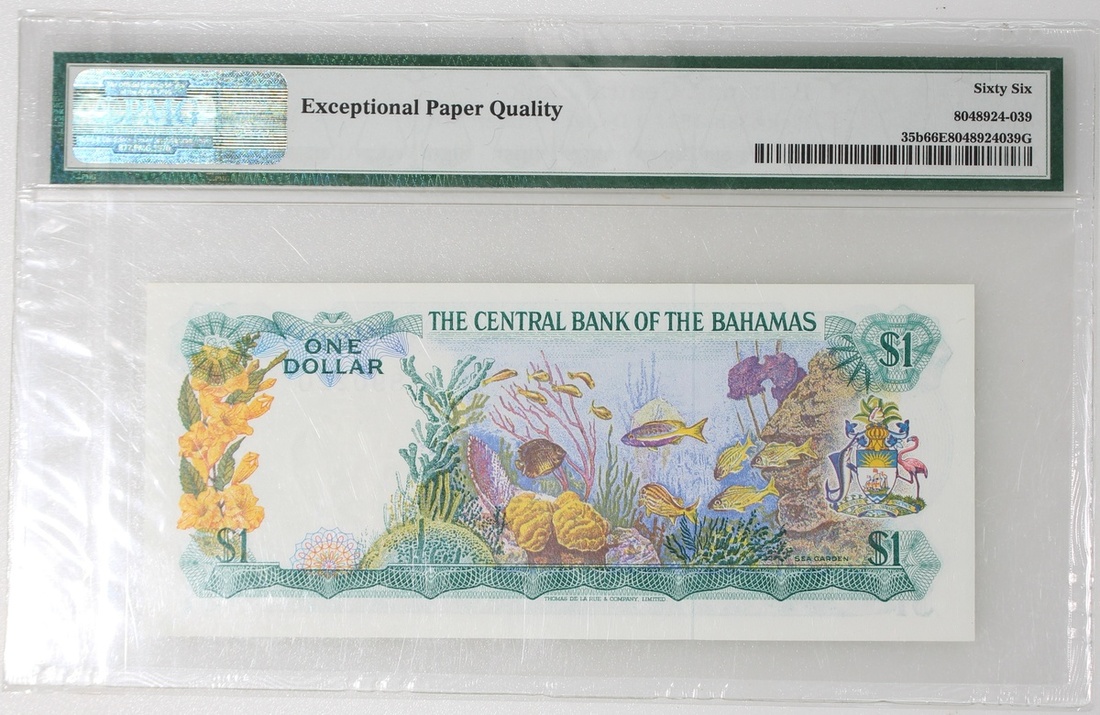 Exceptional Paper Quality
Sixty Six
8048924-039
35b66E8048924039G
THE CENTRAL BANK OF THE BAHAMAS
ONE
DOLLAR
$1
$1
SEA GARDEN
$1
THOMAS DE LA RUE & COMPANY, LIMITED